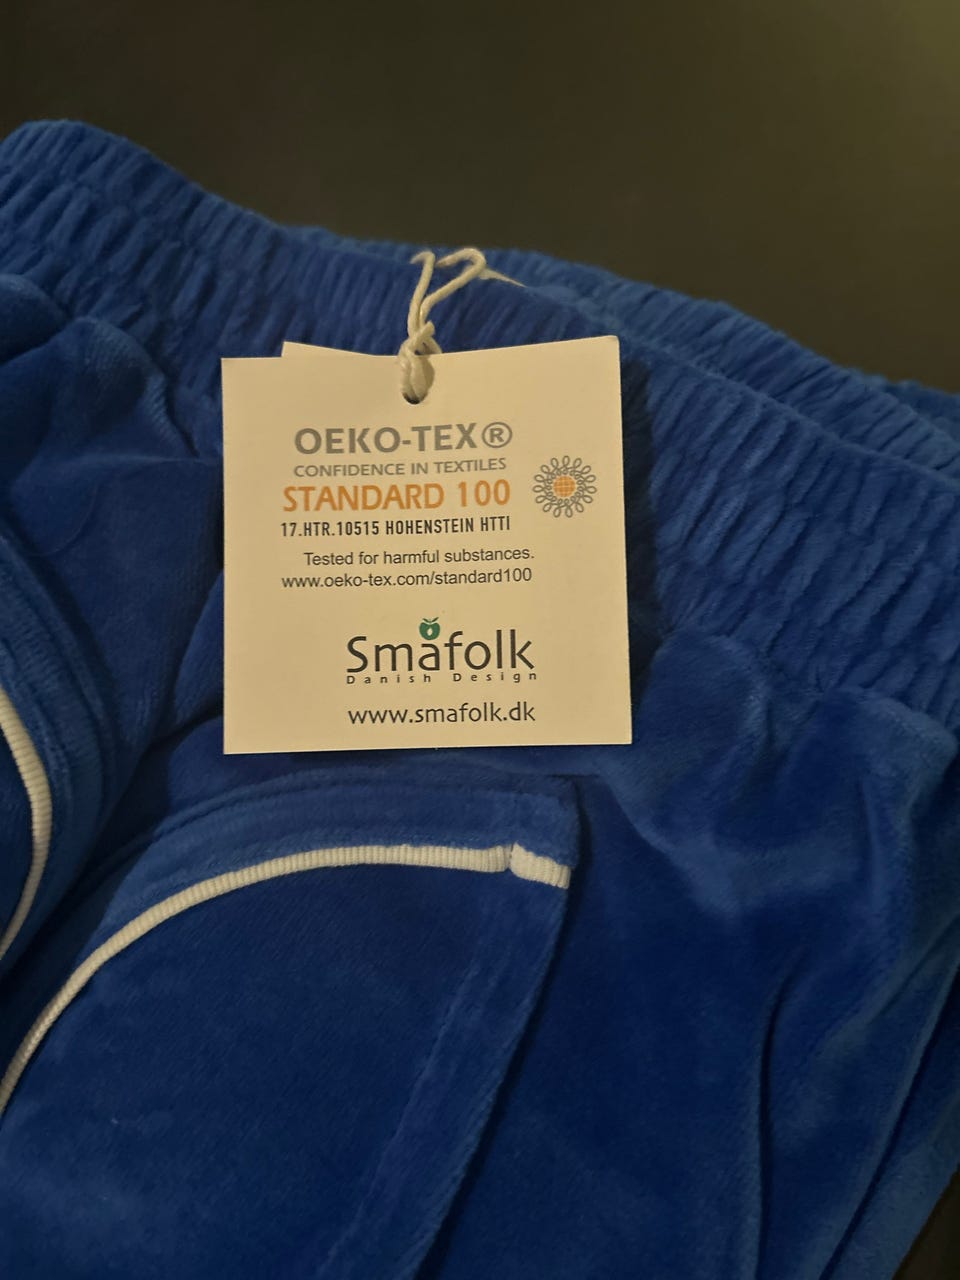 OEKO-TEX®
CONFIDENCE IN TEXTILES
STANDARD 100
17.HTR.10515 HOHENSTEIN HTTI
Tested for harmful substances.
www.oeko-tex.com/standard100
Småfolk
Danish Design
www.smafolk.dk